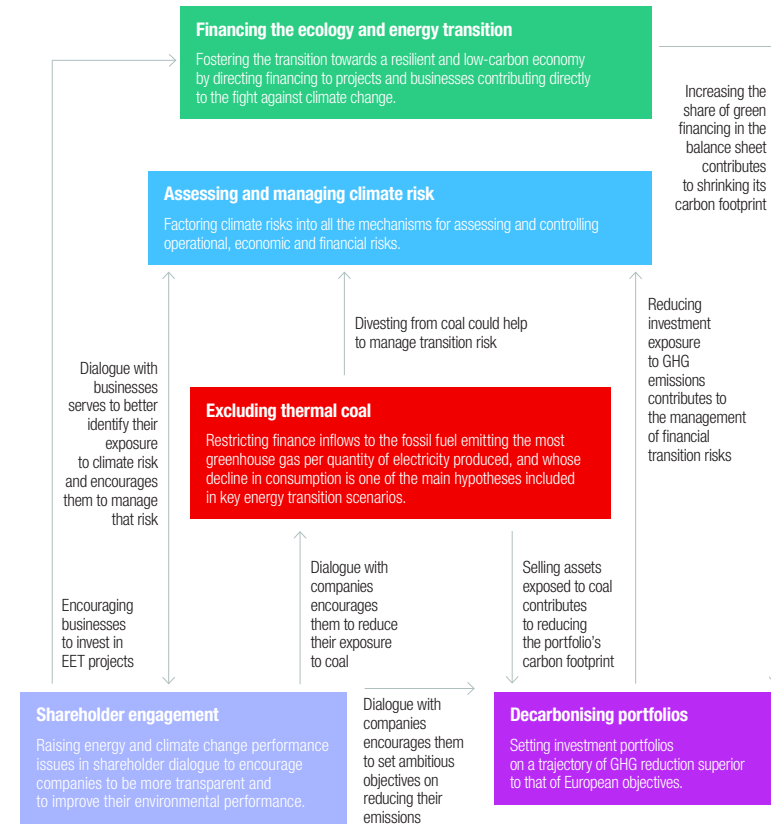 Financing the ecology and energy transition
Fostering the transition towards a resilient and low-carbon economy
by directing financing to projects and businesses contributing directly
to the fight against climate change.
Increasing the
share of green
financing in the
balance sheet
contributes
to shrinking its
carbon footprint
Assessing and managing climate risk
Factoring climate risks into all the mechanisms for assessing and controlling
operational, economic and financial risks.
Dialogue with
businesses
serves to better
identify their
exposure
to climate risk
and encourages
them to manage
that risk
Divesting from coal could help
to manage transition risk
Reducing
investment
exposure
to GHG
emissions
contributes to
the management
of financial
transition risks
Excluding thermal coal
Restricting finance inflows to the fossil fuel emitting the most
greenhouse gas per quantity of electricity produced, and whose
decline in consumption is one of the main hypotheses included
in key energy transition scenarios.
Encouraging
businesses
to invest in
EET projects
Dialogue with
companies
encourages
them to reduce
their exposure
to coal
Selling assets
exposed to coal
contributes
to reducing
the portfolio's
carbon footprint
Shareholder engagement
Raising energy and climate change performance
issues in shareholder dialogue to encourage
companies to be more transparent and
to improve their environmental performance.
Dialogue with
companies
encourages them
to set ambitious
objectives on
reducing their
emissions
Decarbonising portfolios
Setting investment portfolios
on a trajectory of GHG reduction superior
to that of European objectives.